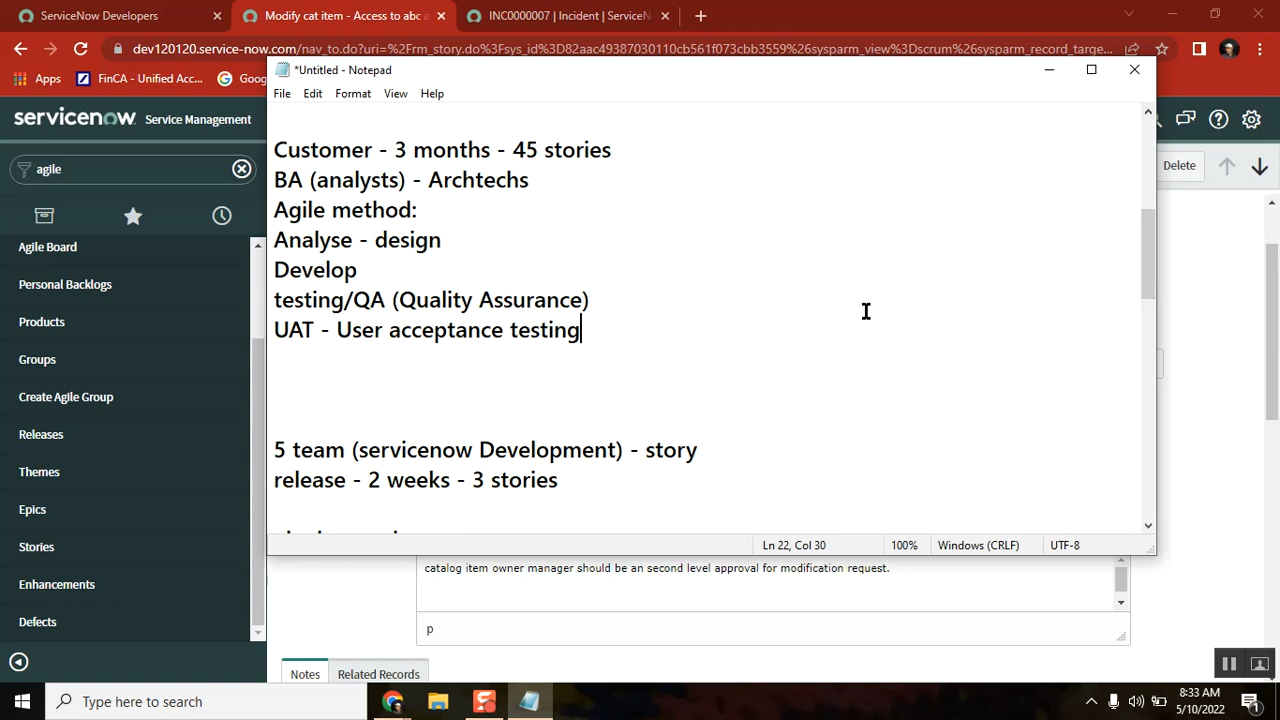 ServiceNow Developers
Modify cat item - Access to abc a
INC0000007 | Incident | ServiceN
dev120120.service-now.com/nav_to.do?uri=%2Frm_story.do%3Fsys_id%3D82aac49387030110cb561f073cbb3559%26sysparm_view%3Dscrum%26sysparm_record_targe...
Apps
FinCA - Unified Acc...
Goog
*Untitled - Notepad
File Edit Format View Help
servicenow Service Management
agile
Delete
Agile Board
Personal Backlogs
Products
Groups
Create Agile Group
Releases
Themes
Epics
Stories
Enhancements
Defects
Customer - 3 months - 45 stories
BA (analysts) - Archtechs
Agile method:
Analyse - design
Develop
testing/QA (Quality Assurance)
UAT - User acceptance testing
5 team (servicenow Development) - story
release - 2 weeks - 3 stories
Ln 22, Col 30
100%
Windows (CRLF)
UTF-8
catalog item owner manager should be an second level approval for modification request.
p
Notes
Related Records
Type here to search
8:33 AM
5/10/2022
1